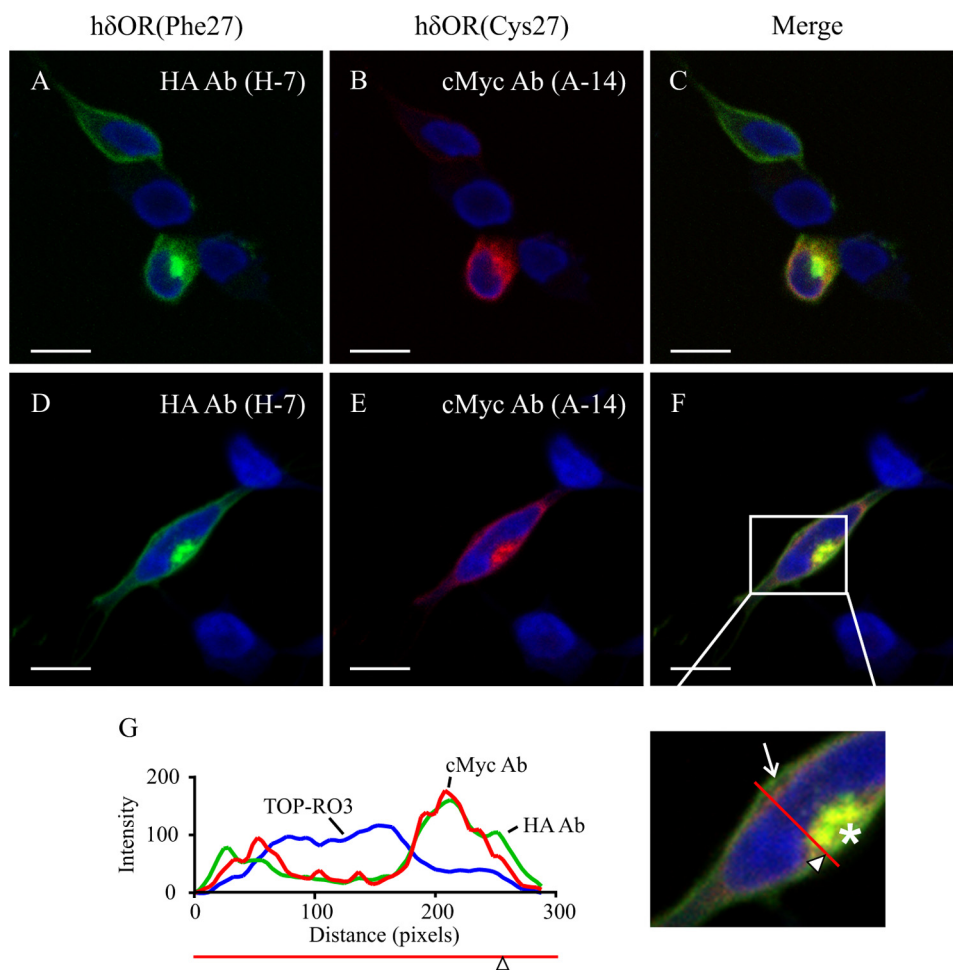 hδOR(Phe27) hδOR(Cys27) Merge
A HA Ab (H-7) B cMyc Ab (A-14) C
D HA Ab (H-7) E cMyc Ab (A-14) F
G
200
cMyc Ab
TOP-RO3
HA Ab
Intensity
100
0
0 100 200 300
Distance (pixels)
*